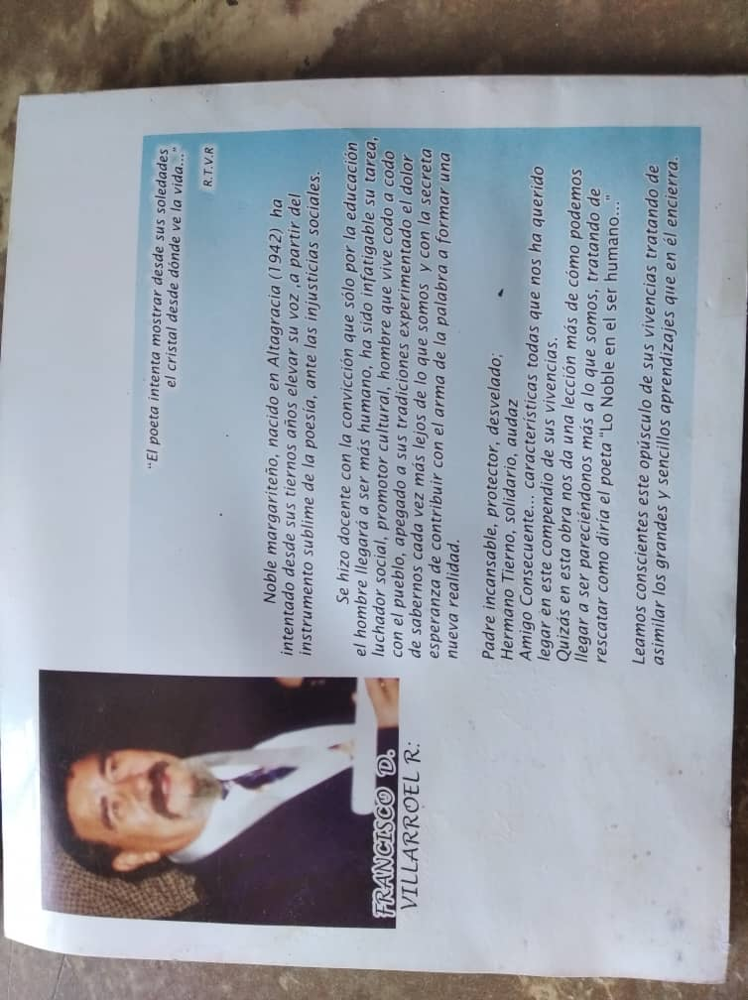 "El poeta intenta mostrar desde sus soledades
el cristal desde dónde ve la vida..."
R.T.V.R
Noble margariteño, nacido en Altagracia (1942) ha
intentado desde sus tiernos años elevar su voz ,a partir del
instrumento sublime de la poesía, ante las injusticias sociales.
Se hizo docente con la convicción que sólo por la educación
el hombre llegará a ser más humano, ha sido infatigable su tarea,
luchador social, promotor cultural, hombre que vive codo a codo
con el pueblo, apegado a sus tradiciones experimentado el dolor
de sabernos cada vez más lejos de lo que somos y con la secreta
esperanza de contribuir con el arma de la palabra a formar una
nueva realidad.
Padre incansable, protector, desvelado;
Hermano Tierno, solidario, audaz
Amigo Consecuente... características todas que nos ha querido
legar en este compendio de sus vivencias.
Quizás en esta obra nos da una lección más de cómo podemos
llegar a ser pareciéndonos más a lo que somos, tratando de
rescatar como diría el poeta "Lo Noble en el ser humano..."
Leamos conscientes este opúsculo de sus vivencias tratando de
asimilar los grandes y sencillos aprendizajes que en él encierra.
FRANCISCO D.
VILLARROEL R: